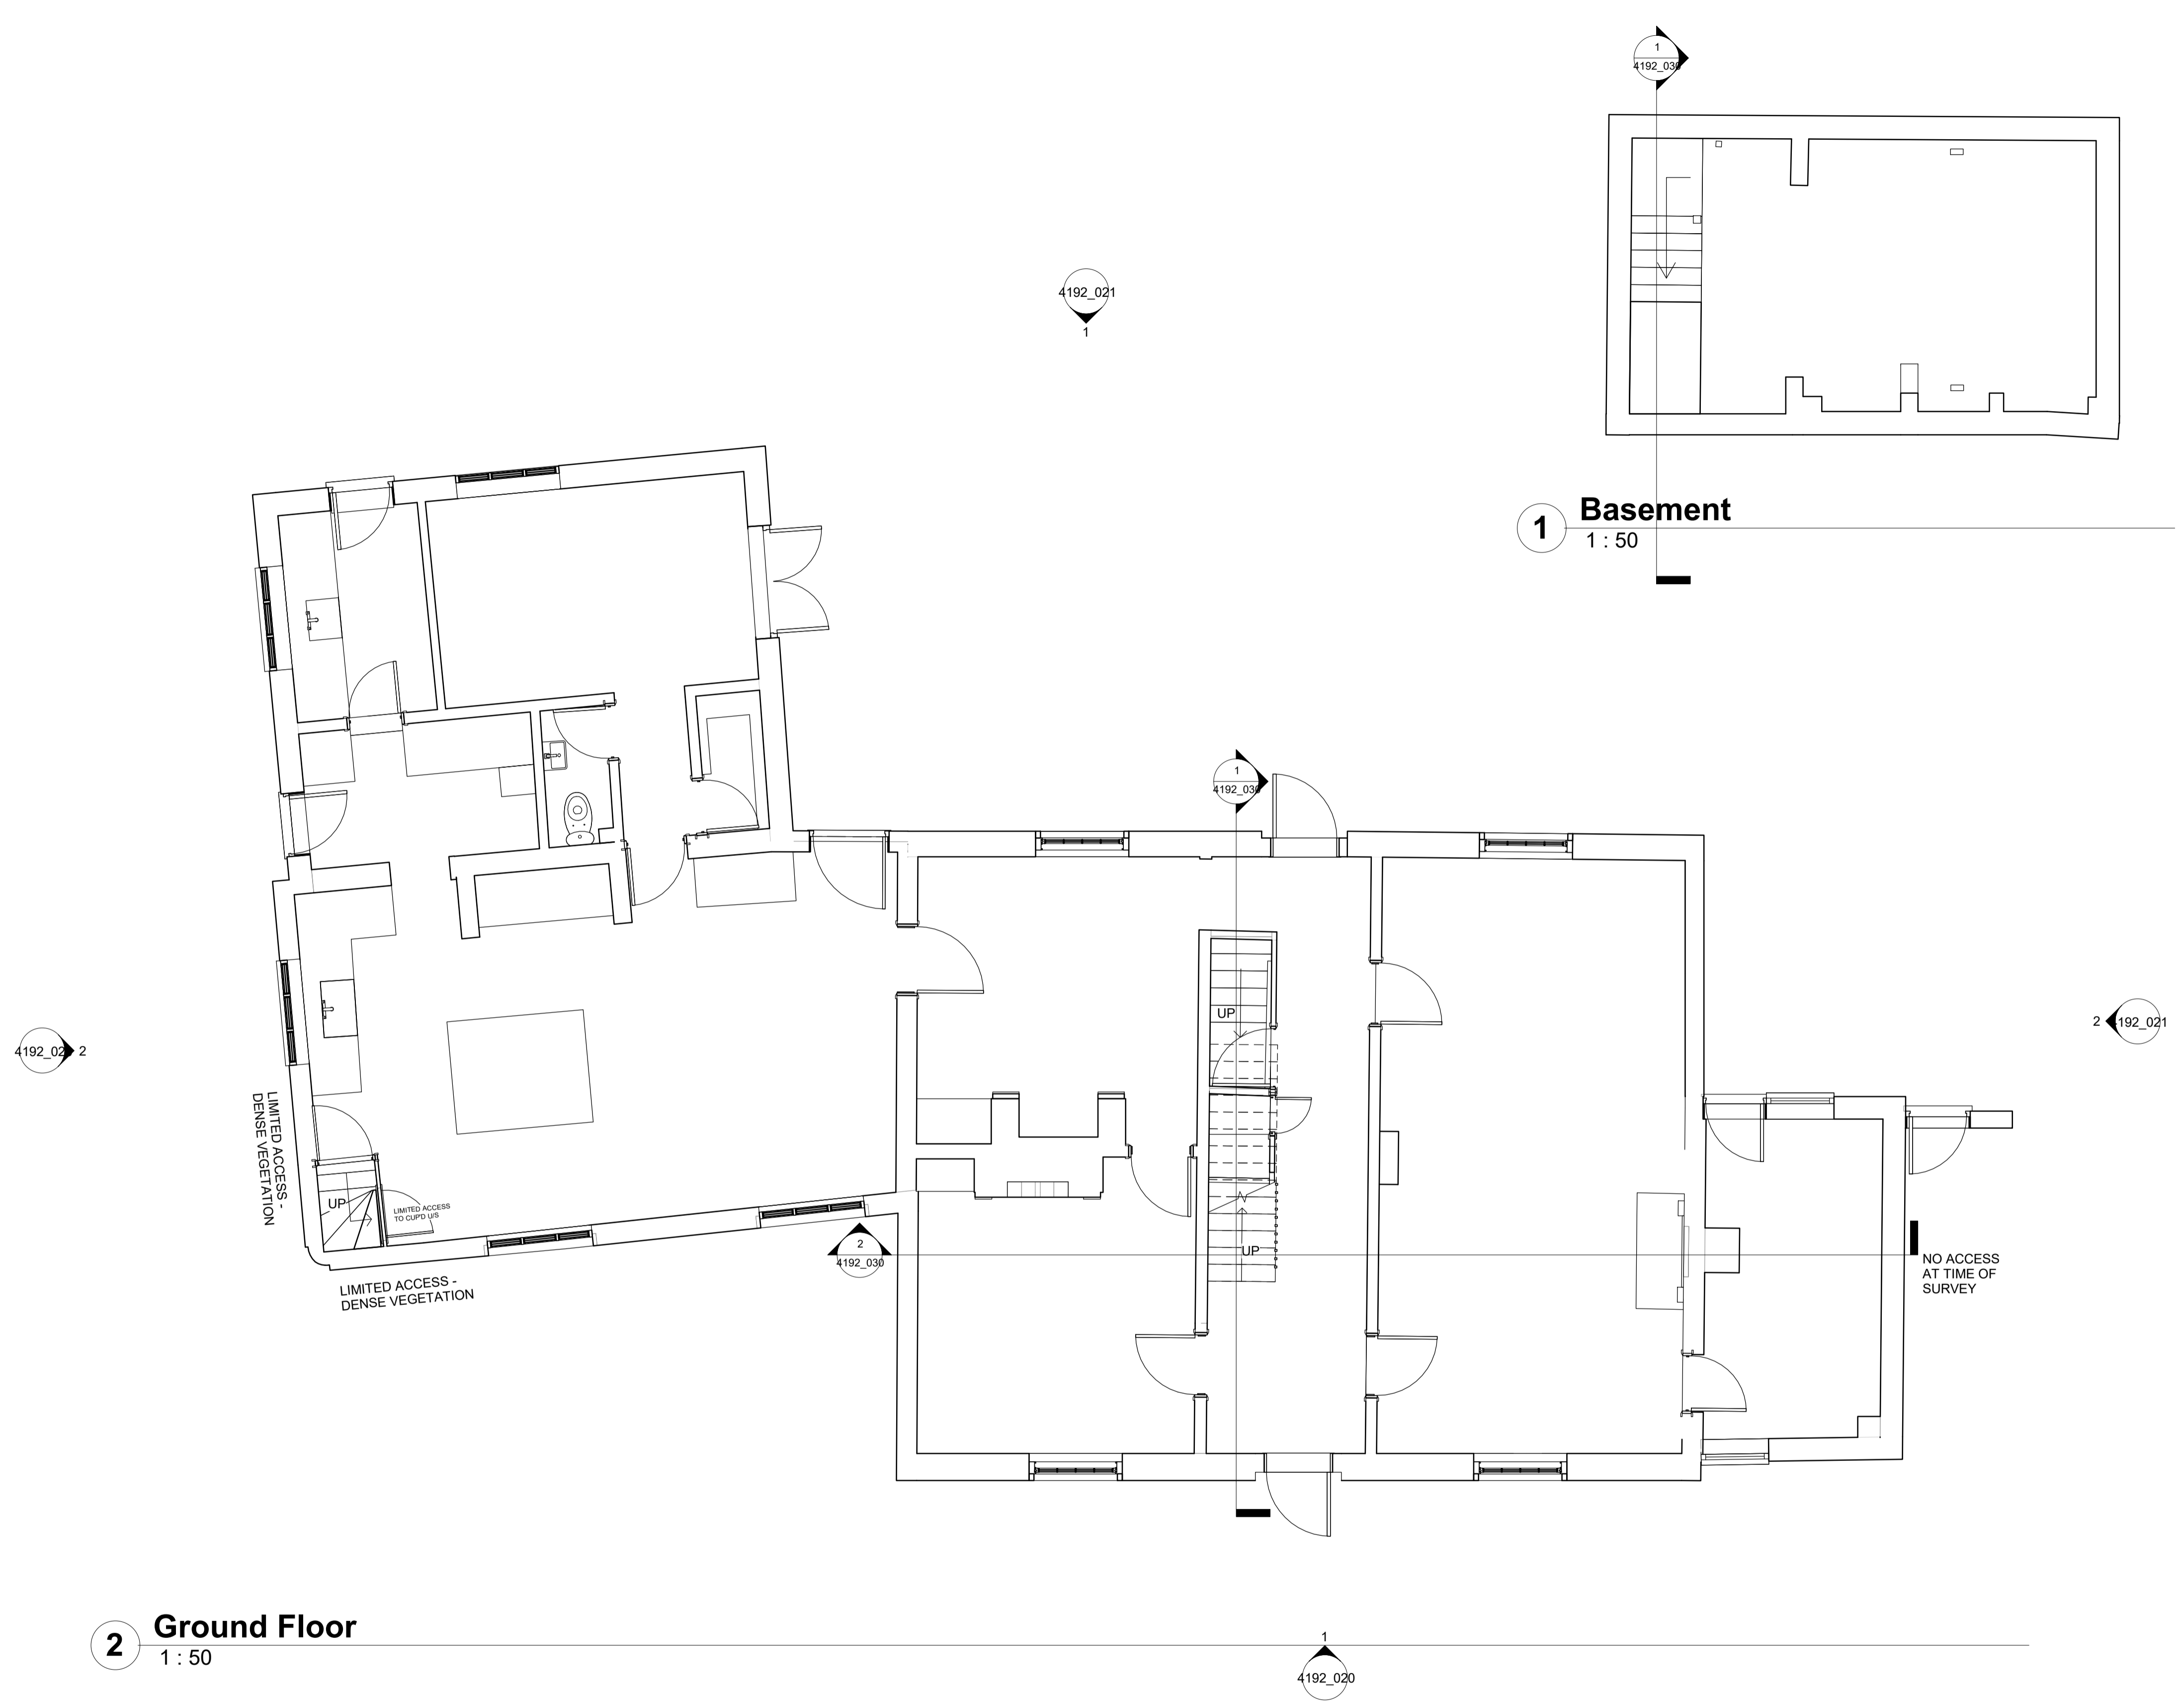 1
4192_030
4192_021
1
1
Basement
1 : 50
1
4192_030
UP
2
4192_021
2
LIMITED ACCESS -
DENSE VEGETATION
UP
LIMITED ACCESS
TO CUP'D U/S
2
4192_030
UP
NO ACCESS
AT TIME OF
SURVEY
LIMITED ACCESS -
DENSE VEGETATION
2
Ground Floor
1 : 50
1
4192_020